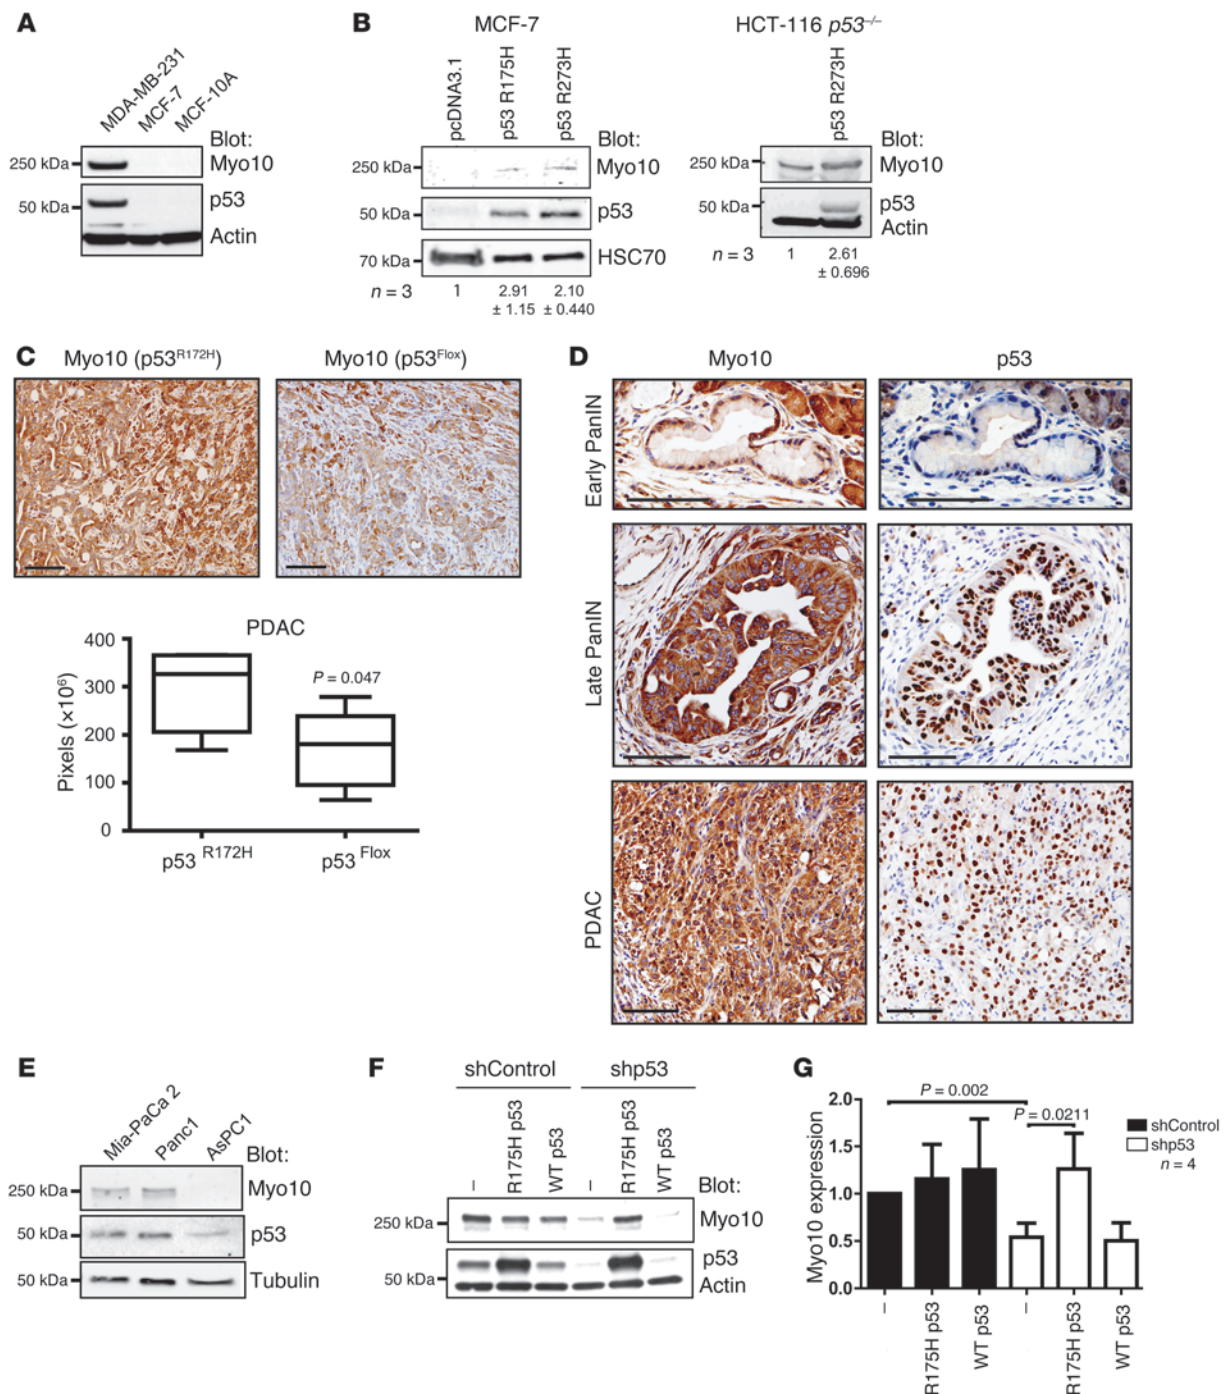 A
MDA-MB-231
MCF-7
MCF-10A
Blot:
250 kDa
Myo10
50 kDa
p53
Actin
B
MCF-7
pcDNA3.1
p53 R175H
p53 R273H
Blot:
250 kDa
Myo10
50 kDa
p53
70 kDa
HSC70
n = 3
1
2.91 ± 1.15
2.10 ± 0.440
HCT-116 p53–/–
p53 R273H
Blot:
250 kDa
Myo10
50 kDa
p53
Actin
n = 3
1
2.61 ± 0.696
C
Myo10 (p53R172H)
Myo10 (p53Flox)
PDAC
P = 0.047
Pixels (×10⁶)
400
300
200
100
0
p53 R172H
p53 Flox
D
Myo10
p53
Early PanIN
Late PanIN
PDAC
E
Mia-PaCa 2
Panc1
AsPC1
Blot:
250 kDa
Myo10
50 kDa
p53
50 kDa
Tubulin
F
shControl
shp53
–
R175H p53
WT p53
–
R175H p53
WT p53
Blot:
250 kDa
Myo10
p53
50 kDa
Actin
G
P = 0.002
P = 0.0211
shControl
shp53
n = 4
Myo10 expression
2.0
1.5
1.0
0.5
0.0
–
R175H p53
WT p53
–
R175H p53
WT p53